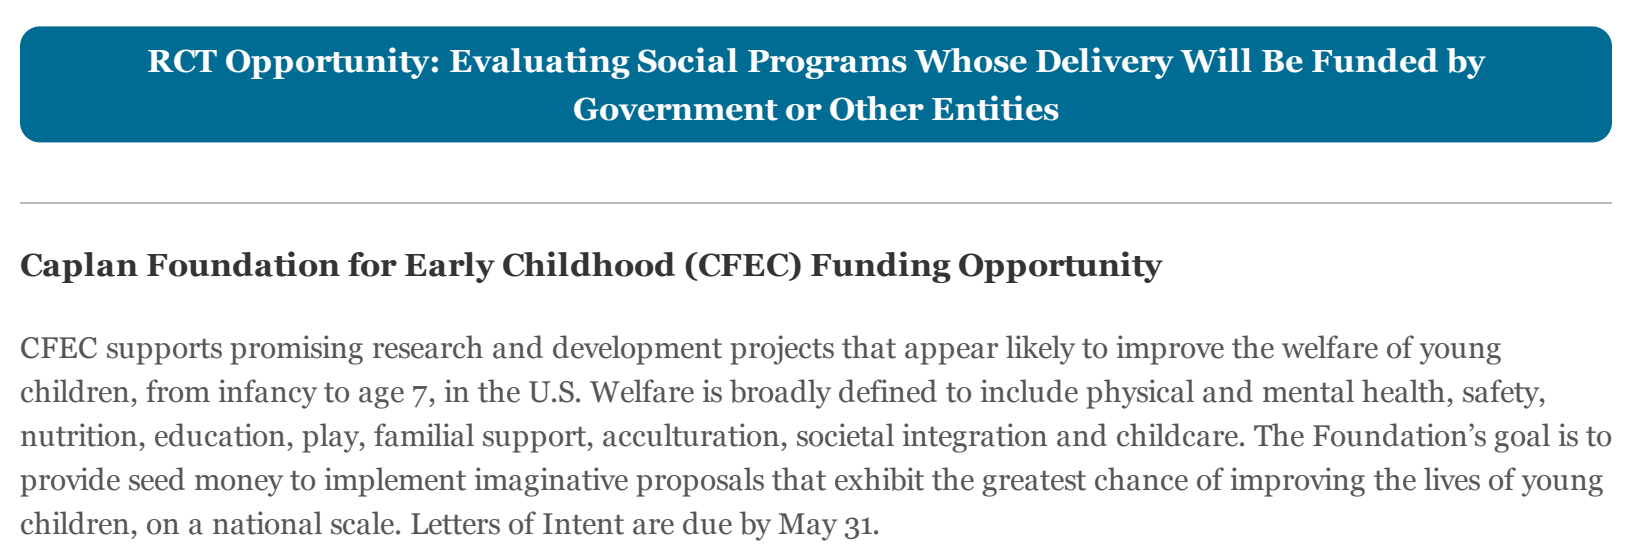 RCT Opportunity: Evaluating Social Programs Whose Delivery Will Be Funded by
Government or Other Entities
Caplan Foundation for Early Childhood (CFEC) Funding Opportunity
CFEC supports promising research and development projects that appear likely to improve the welfare of young
children, from infancy to age 7, in the U.S. Welfare is broadly defined to include physical and mental health, safety,
nutrition, education, play, familial support, acculturation, societal integration and childcare. The Foundation’s goal is to
provide seed money to implement imaginative proposals that exhibit the greatest chance of improving the lives of young
children, on a national scale. Letters of Intent are due by May 31.